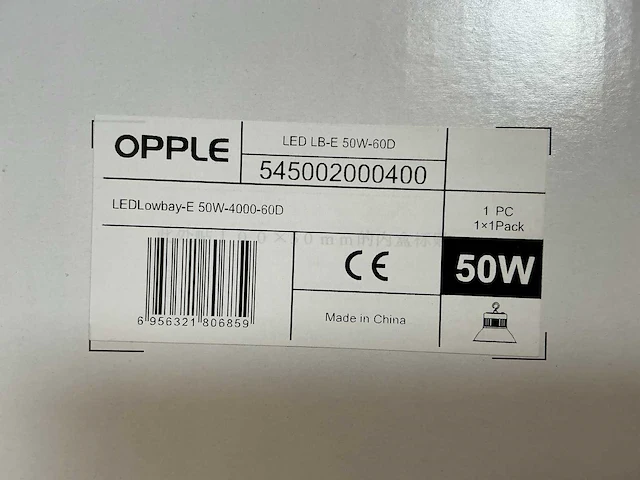 OPPLE
LED LB-E 50W-60D
545002000400
LEDLowbay-E 50W-4000-60D
1 PC
1×1Pack
CE
50W
Made in China
6 956321 806859